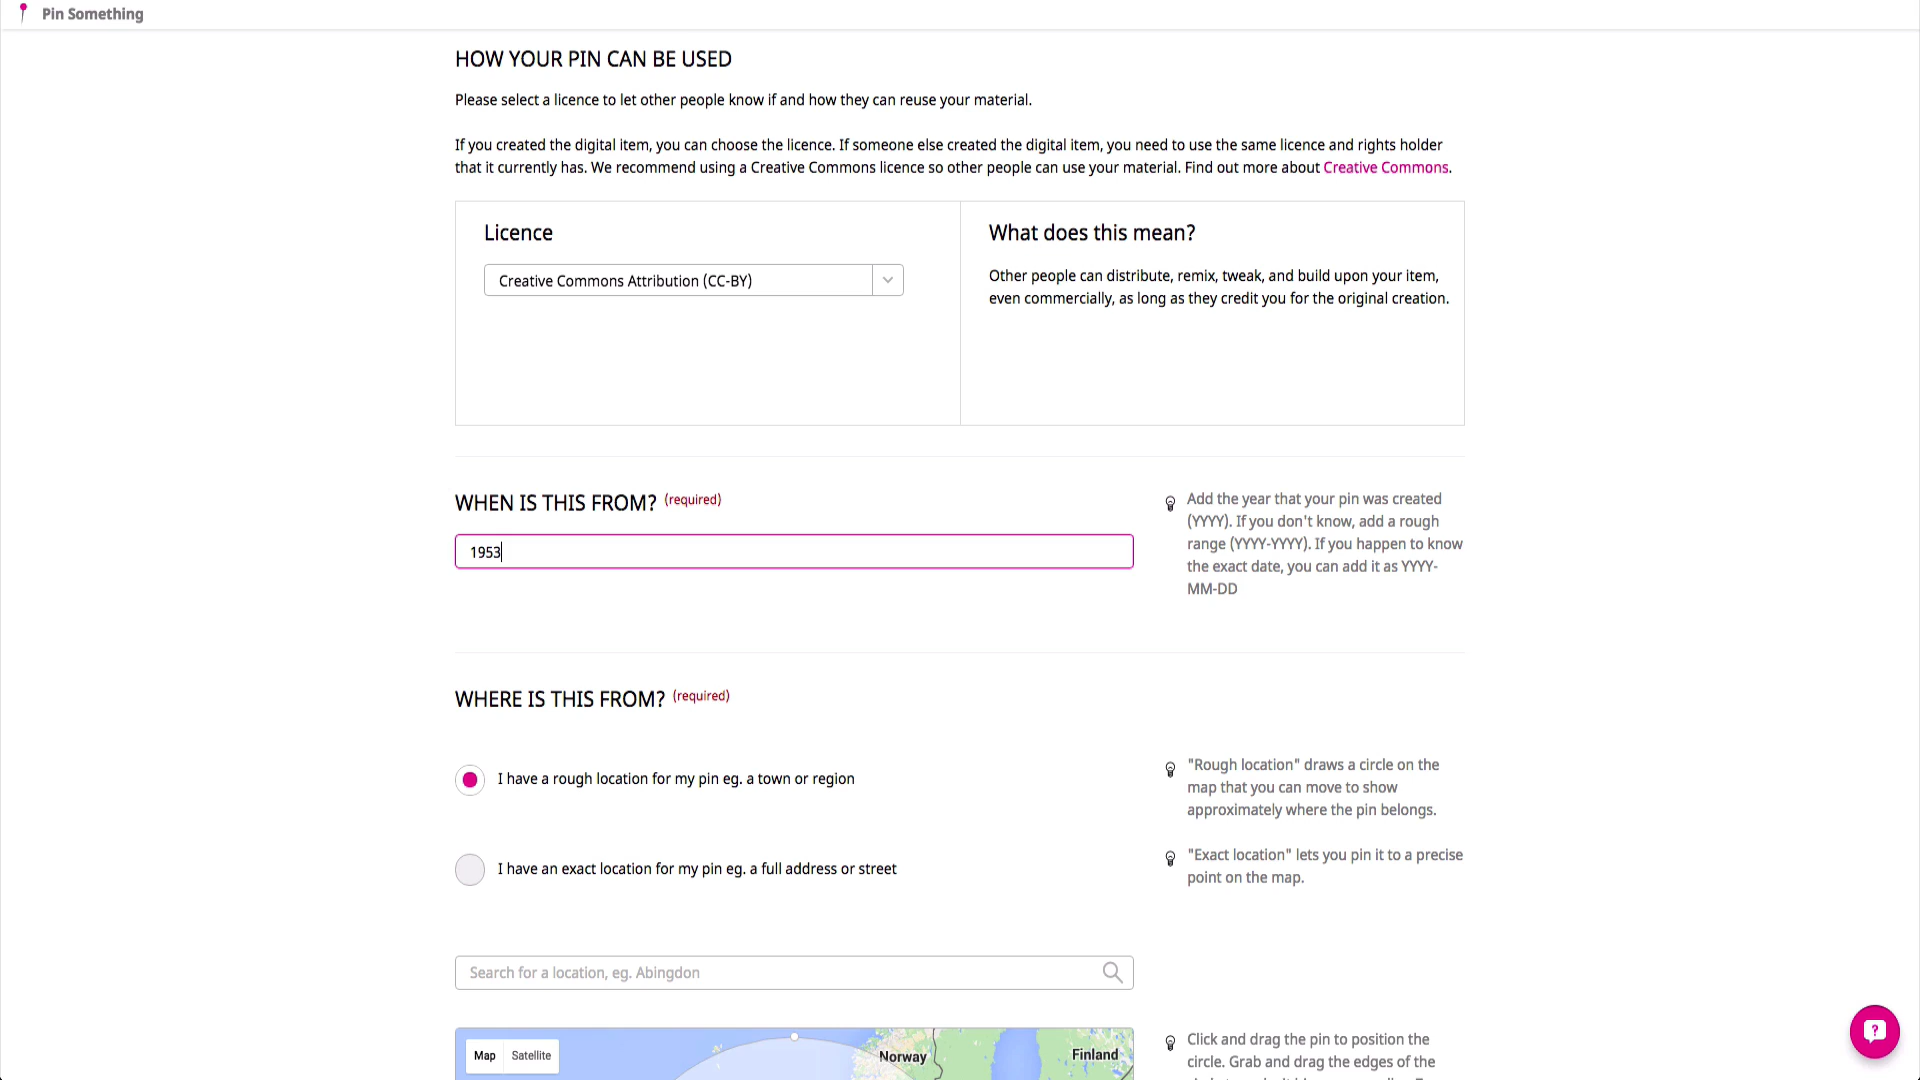 Pin Something
HOW YOUR PIN CAN BE USED
Please select a licence to let other people know if and how they can reuse your material.
If you created the digital item, you can choose the licence. If someone else created the digital item, you need to use the same licence and rights holder
that it currently has. We recommend using a Creative Commons licence so other people can use your material. Find out more about Creative Commons.
Licence
Creative Commons Attribution (CC-BY)
What does this mean?
Other people can distribute, remix, tweak, and build upon your item,
even commercially, as long as they credit you for the original creation.
WHEN IS THIS FROM? (required)
1953
Add the year that your pin was created
(YYYY). If you don't know, add a rough
range (YYYY-YYYY). If you happen to know
the exact date, you can add it as YYYY-
MM-DD
WHERE IS THIS FROM? (required)
I have a rough location for my pin eg. a town or region
"Rough location" draws a circle on the
map that you can move to show
approximately where the pin belongs.
I have an exact location for my pin eg. a full address or street
"Exact location" lets you pin it to a precise
point on the map.
Search for a location, eg. Abingdon
Map
Satellite
Norway
Finland
Click and drag the pin to position the
circle. Grab and drag the edges of the